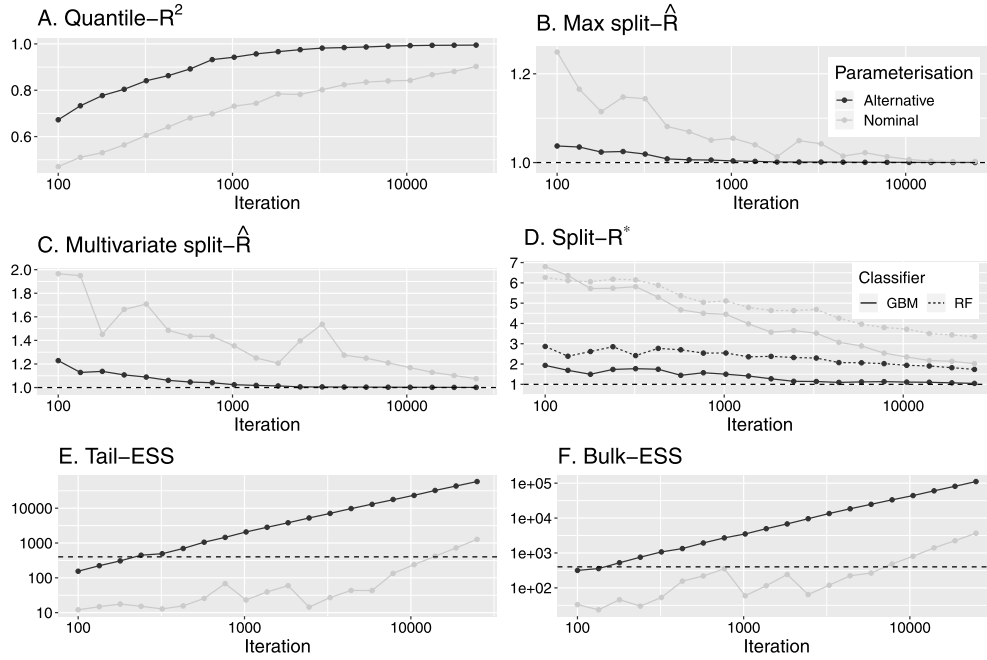 A. Quantile−R²
1.0
0.8
0.6
100
1000
10000
Iteration
B. Max split−R̂
1.2
1.0
100
1000
10000
Iteration
Parameterisation
Alternative
Nominal
C. Multivariate split−R̂
2.0
1.8
1.6
1.4
1.2
1.0
100
1000
10000
Iteration
D. Split−R*
7
6
5
4
3
2
1
100
1000
10000
Iteration
Classifier
GBM
RF
E. Tail−ESS
10000
1000
100
10
100
1000
10000
Iteration
F. Bulk−ESS
1e+05
1e+04
1e+03
1e+02
100
1000
10000
Iteration